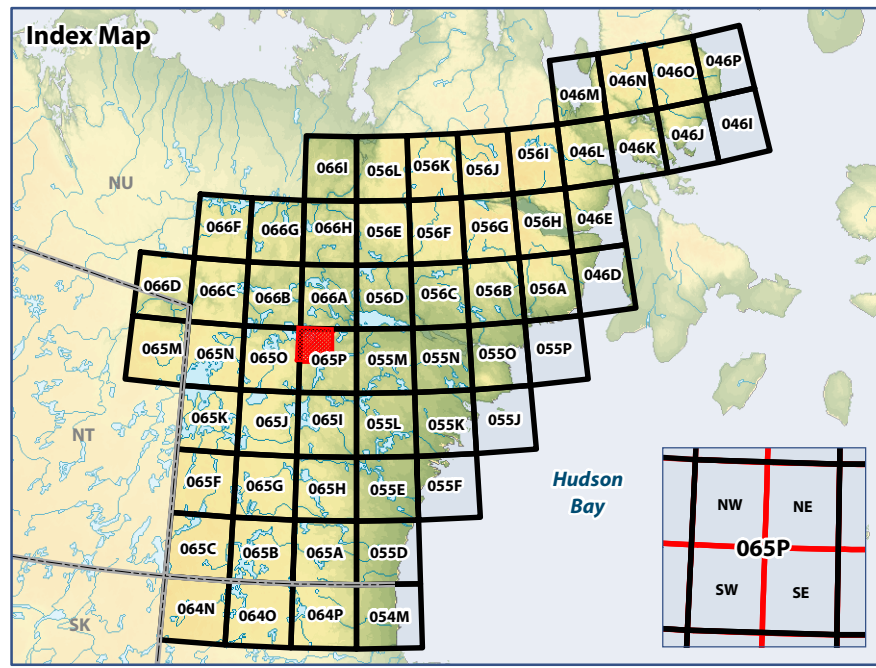 Index Map
046M 046N 046O 046P
046L 046K 046J 046I
066I 056L 056K 056J 056I
NU
066F 066G 066H 056E 056F 056G 056H 046E
066D 066C 066B 066A 056D 056C 056B 056A 046D
065M 065N 065O 065P 055M 055N 055O 055P
NT
065K 065J 065I 055L 055K 055J
065F 065G 065H 055E 055F
Hudson
Bay
065C 065B 065A 055D
064N 064O 064P 054M
SK
NW NE
065P
SW SE